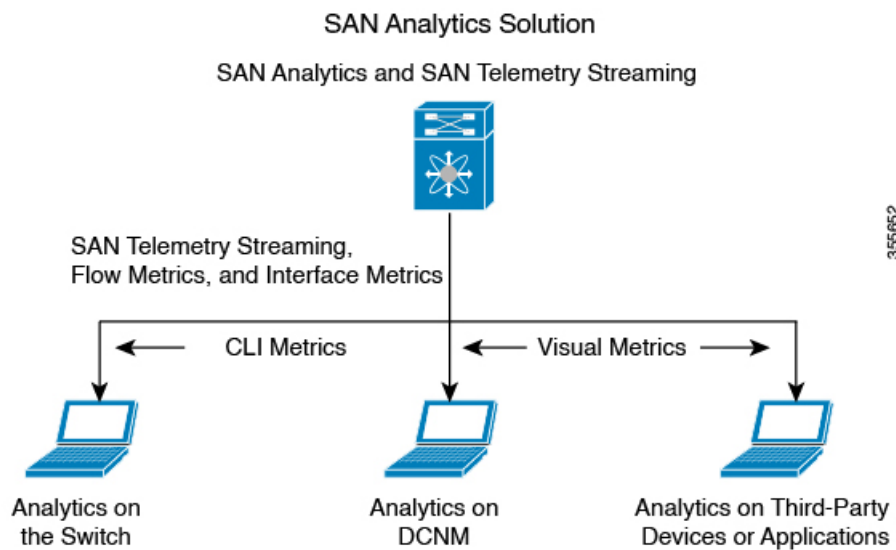 SAN Analytics Solution
SAN Analytics and SAN Telemetry Streaming
355652
SAN Telemetry Streaming,
Flow Metrics, and Interface Metrics
CLI Metrics
Visual Metrics
Analytics on
the Switch
Analytics on
DCNM
Analytics on Third-Party
Devices or Applications